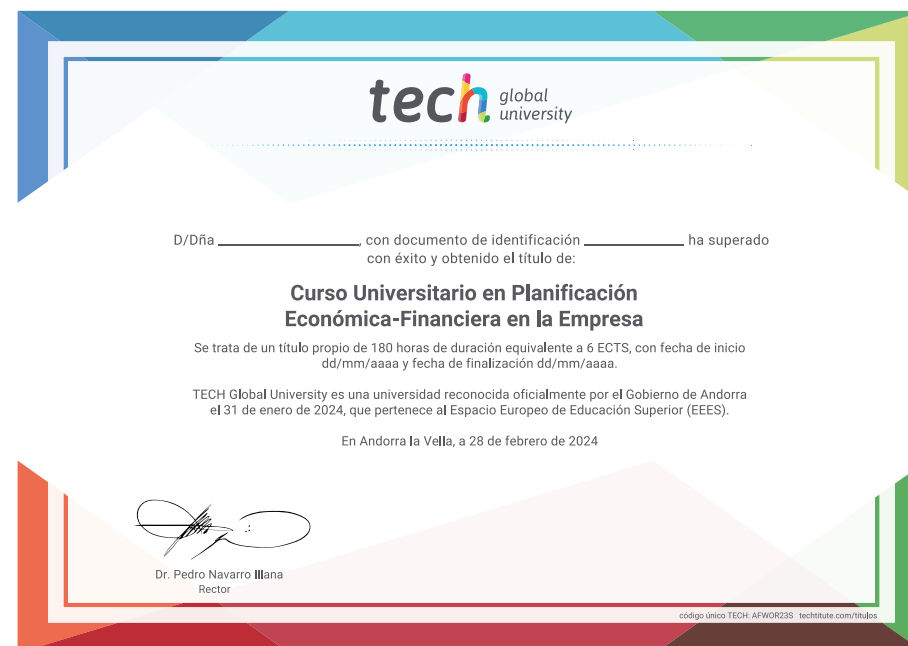 tech global university
D/Dña ____________________, con documento de identificación ______________ ha superado
con éxito y obtenido el título de:
Curso Universitario en Planificación
Económica-Financiera en la Empresa
Se trata de un título propio de 180 horas de duración equivalente a 6 ECTS, con fecha de inicio
dd/mm/aaaa y fecha de finalización dd/mm/aaaa.
TECH Global University es una universidad reconocida oficialmente por el Gobierno de Andorra
el 31 de enero de 2024, que pertenece al Espacio Europeo de Educación Superior (EEES).
En Andorra la Vella, a 28 de febrero de 2024
Dr. Pedro Navarro Illana
Rector
código único TECH: AFWOR23S techtitute.com/titulos